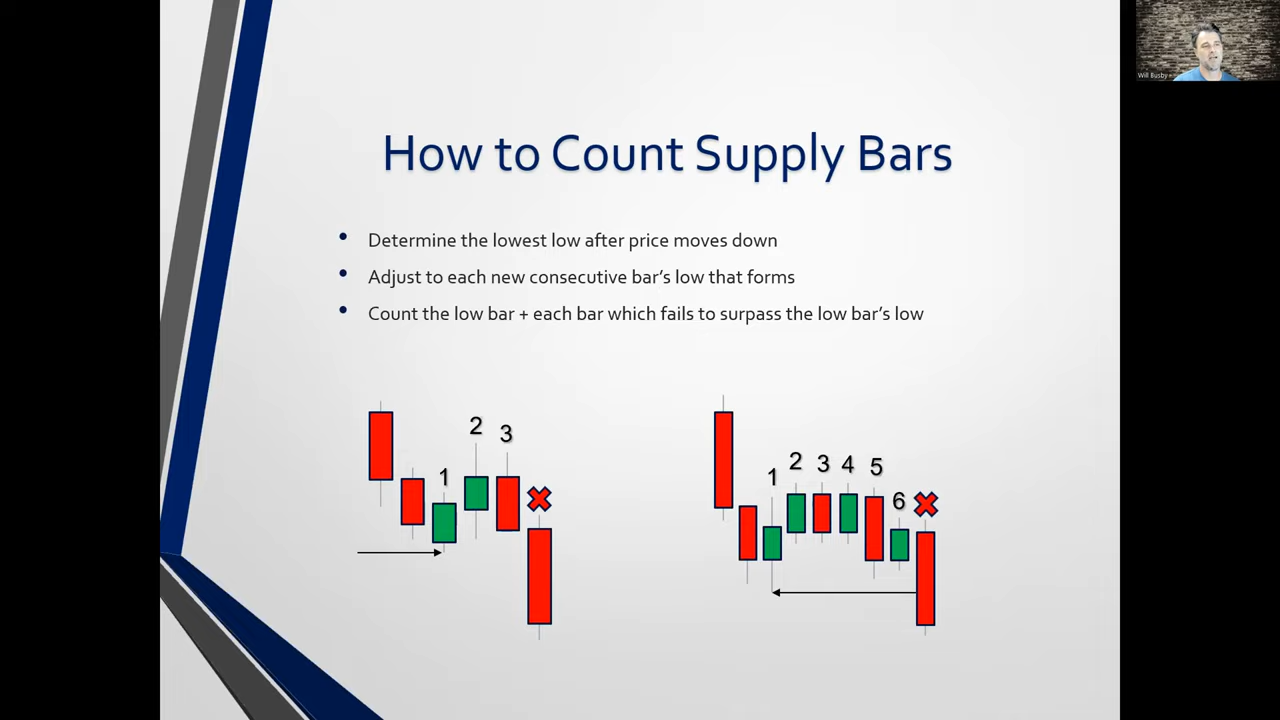 Will Busby
How to Count Supply Bars
• Determine the lowest low after price moves down
• Adjust to each new consecutive bar's low that forms
• Count the low bar + each bar which fails to surpass the low bar's low
1 2 3
1 2 3 4 5 6